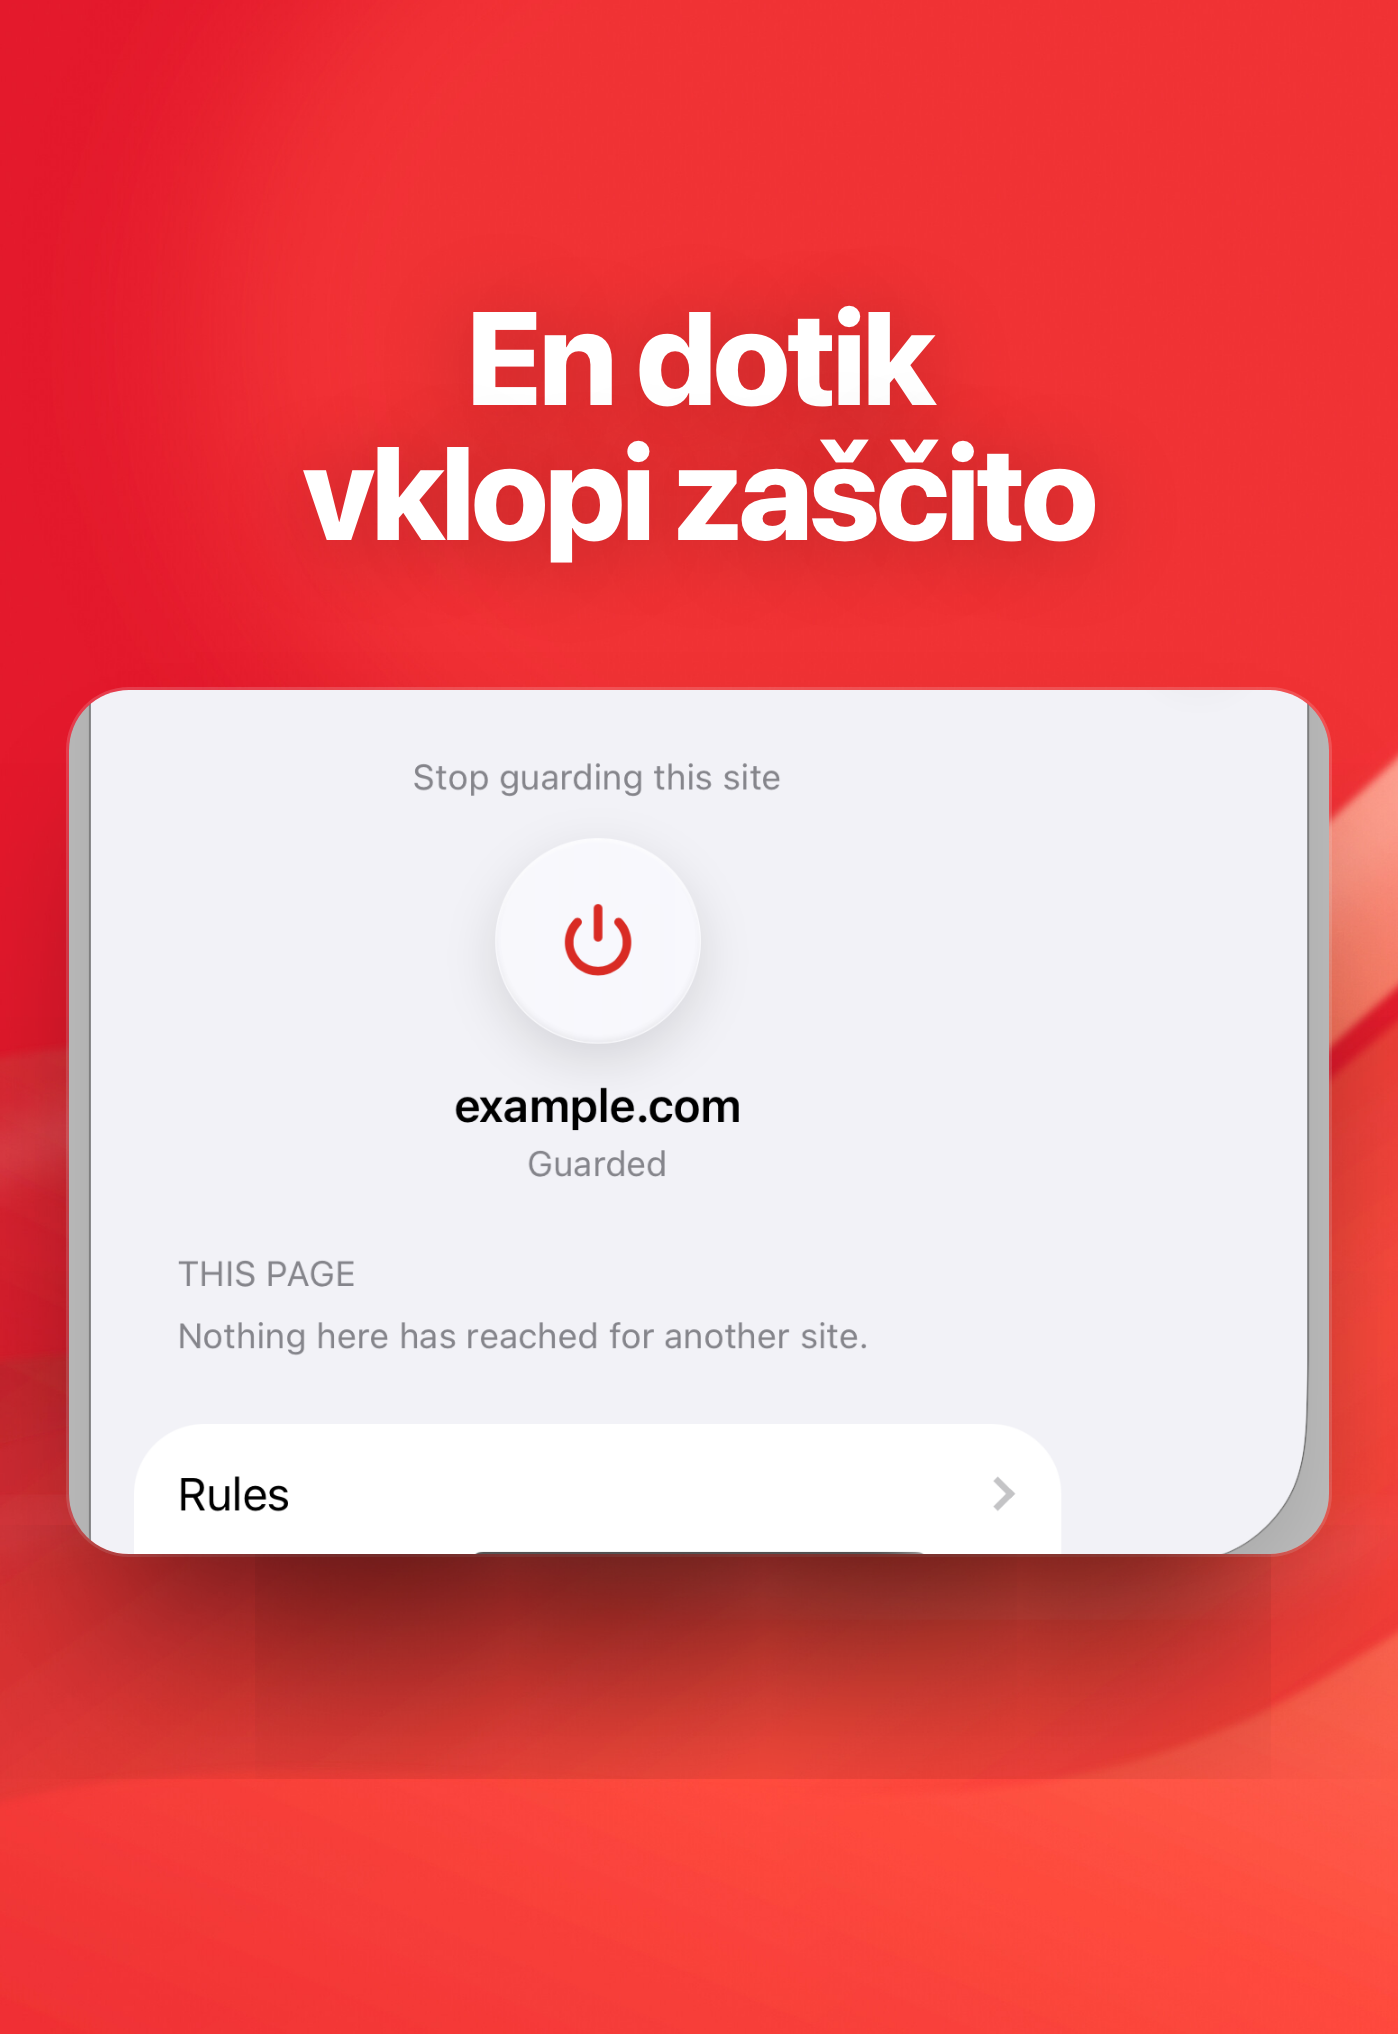 En dotik
vklopi zaščito
Stop guarding this site
example.com
Guarded
THIS PAGE
Nothing here has reached for another site.
Rules